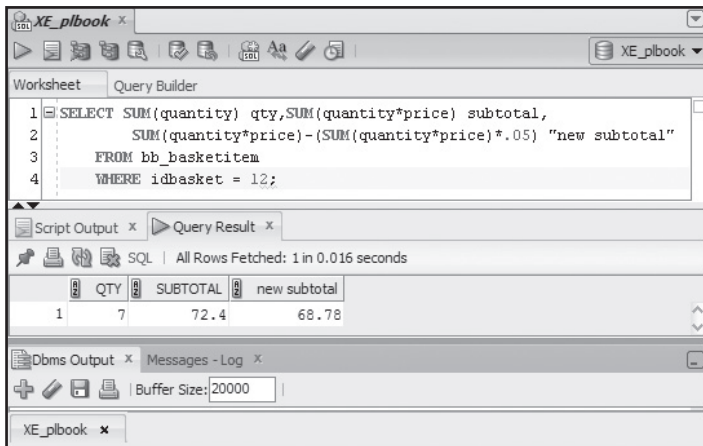 XE_plbook
XE_plbook
Worksheet Query Builder
1 SELECT SUM(quantity) qty,SUM(quantity*price) subtotal,
2 SUM(quantity*price)-(SUM(quantity*price)*.05) "new subtotal"
3 FROM bb_basketitem
4 WHERE idbasket = 12;
Script Output x Query Result x
SQL | All Rows Fetched: 1 in 0.016 seconds
QTY SUBTOTAL new subtotal
1 7 72.4 68.78
Dbms Output x Messages - Log x
Buffer Size: 20000
XE_plbook x